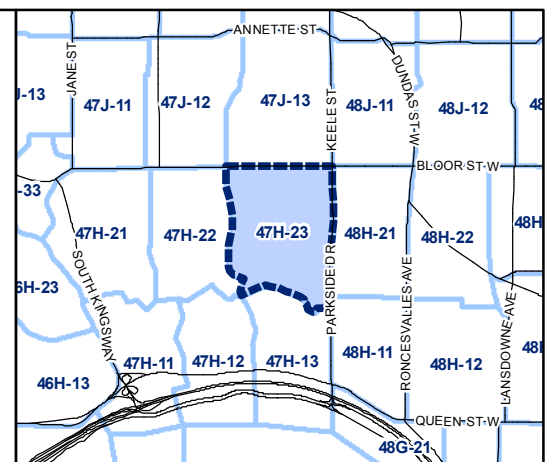 ANNETTE ST
JANE ST
DUNDAS ST W
KEELE ST
J-13
47J-11
47J-12
47J-13
48J-11
48J-12
48
BLOOR ST W
-33
47H-21
47H-22
47H-23
48H-21
48H-22
48H
6H-23
SOUTH KINGSWAY
PARKSIDE DR
RONCESVALLES AVE
LANSDOWNE AVE
46H-13
47H-11
47H-12
47H-13
48H-11
48H-12
48H
QUEEN ST W
48G-21